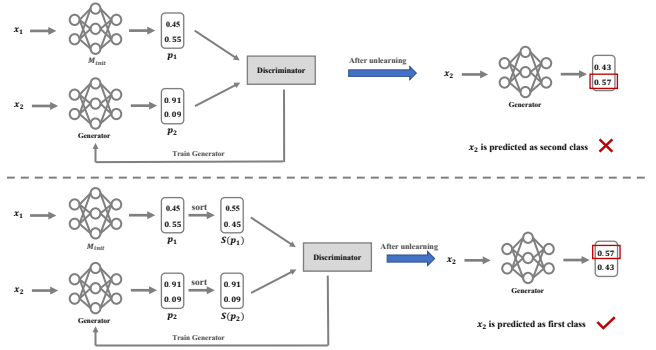 x₁
M_init
0.45
0.55
p₁
x₂
Generator
0.91
0.09
p₂
Discriminator
Train Generator
After unlearning
x₂
Generator
0.43
0.57
x₂ is predicted as second class
x₁
M_init
0.45
0.55
p₁
sort
0.55
0.45
S(p₁)
x₂
Generator
0.91
0.09
p₂
sort
0.91
0.09
S(p₂)
Discriminator
Train Generator
After unlearning
x₂
Generator
0.57
0.43
x₂ is predicted as first class